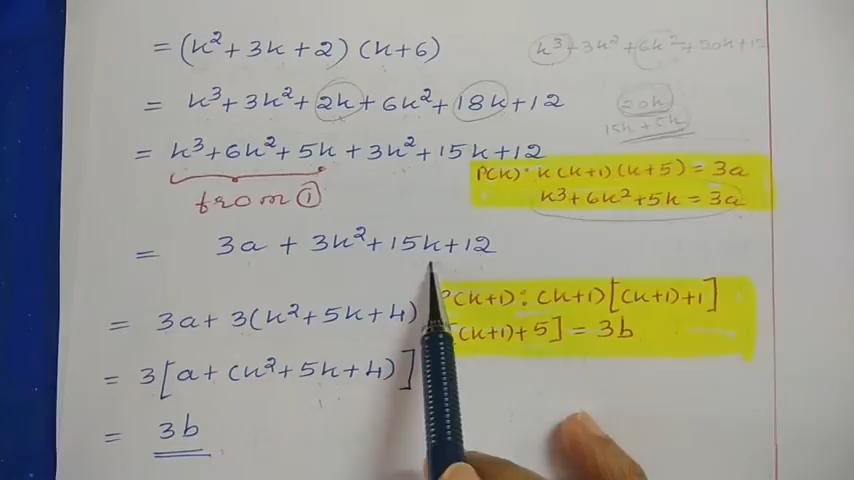 = (k² + 3k + 2) (k+6)
k³+3k²+6k²+20k+12
= k³ + 3k² + 2k + 6k² + 18k + 12
20k
15k + 5k
= k³ + 6k² + 5k + 3k² + 15k + 12
from ①
P(k): k(k+1)(k+5) = 3a
k³ + 6k² + 5k = 3a
= 3a + 3k² + 15k + 12
P(k+1): (k+1)[(k+1)+1]
[(k+1)+5] = 3b
= 3a + 3(k² + 5k + 4)
= 3[a + (k² + 5k + 4)]
= 3b